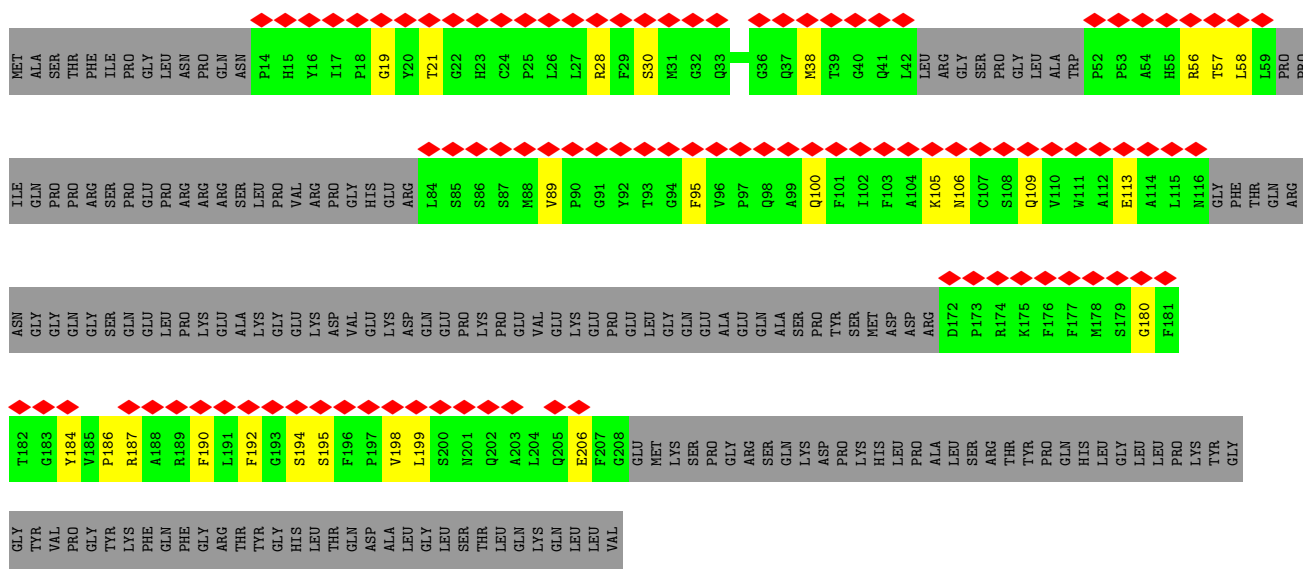 MET ALA SER THR PHE ILE PRO GLY LEU ASN PRO GLN ASN P14 H15 Y16 I17 P18 G19 Y20 T21 G22 H23 C24 P25 L26 L27 R28 F29 S30 M31 G32 Q33 G36 Q37 M38 T39 G40 Q41 L42 LEU ARG GLY SER PRO GLY LEU ALA TRP P52 P53 A54 H55 R56 T57 L58 L59 PRO PRO
ILE GLN PRO PRO ARG SER PRO GLU PRO ARG ARG ARG SER LEU PRO VAL ARG PRO GLY HIS GLU ARG L84 S85 S86 S87 M88 V89 P90 G91 Y92 T93 G94 F95 V96 P97 Q98 A99 Q100 F101 I102 F103 A104 K105 N106 C107 S108 Q109 V110 W111 A112 E113 A114 L115 N116 GLY PHE THR GLN ARG
ASN GLY GLY GLN GLY SER GLN GLU LEU PRO LYS GLU ALA LYS GLY GLU LYS ASP VAL GLU LYS ASP GLN GLU PRO LYS PRO GLU VAL GLU LYS GLU PRO GLU LEU GLY GLN GLU ALA GLU GLN ALA SER PRO TYR SER MET ASP ASP ARG D172 P173 R174 K175 F176 F177 M178 S179 G180 F181
T182 G183 Y184 V185 P186 R187 A188 R189 F190 L191 F192 G193 S194 S195 F196 P197 V198 L199 S200 N201 Q202 A203 L204 Q205 E206 F207 G208 GLU MET LYS SER PRO GLY ARG SER GLN LYS ASP PRO LYS HIS LEU PRO ALA LEU SER ARG THR TYR PRO GLN HIS LEU GLY LEU LEU PRO LYS TYR GLY
GLY TYR VAL PRO GLY TYR LYS PHE GLN PHE GLY ARG THR TYR GLY HIS LEU THR GLN ASP ALA LEU GLY LEU SER THR LEU GLN LYS GLN LEU LEU VAL